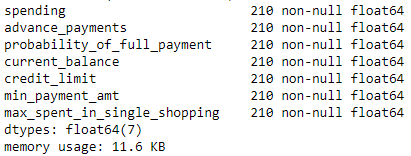 spending 210 non-null float64
advance_payments 210 non-null float64
probability_of_full_payment 210 non-null float64
current_balance 210 non-null float64
credit_limit 210 non-null float64
min_payment_amt 210 non-null float64
max_spent_in_single_shopping 210 non-null float64
dtypes: float64(7)
memory usage: 11.6 KB